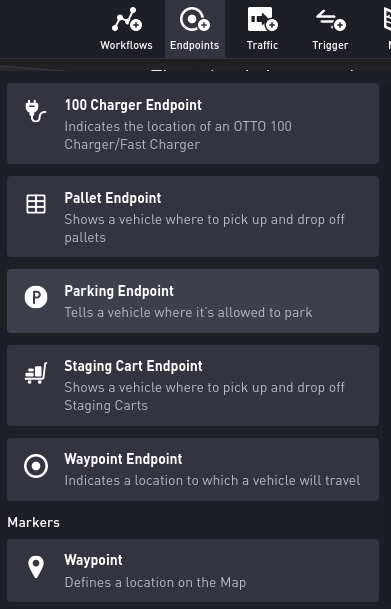 Workflows Endpoints Traffic Trigger
100 Charger Endpoint
Indicates the location of an OTTO 100
Charger/Fast Charger
Pallet Endpoint
Shows a vehicle where to pick up and drop off
pallets
P
Parking Endpoint
Tells a vehicle where it's allowed to park
Staging Cart Endpoint
Shows a vehicle where to pick up and drop off
Staging Carts
Waypoint Endpoint
Indicates a location to which a vehicle will travel
Markers
Waypoint
Defines a location on the Map